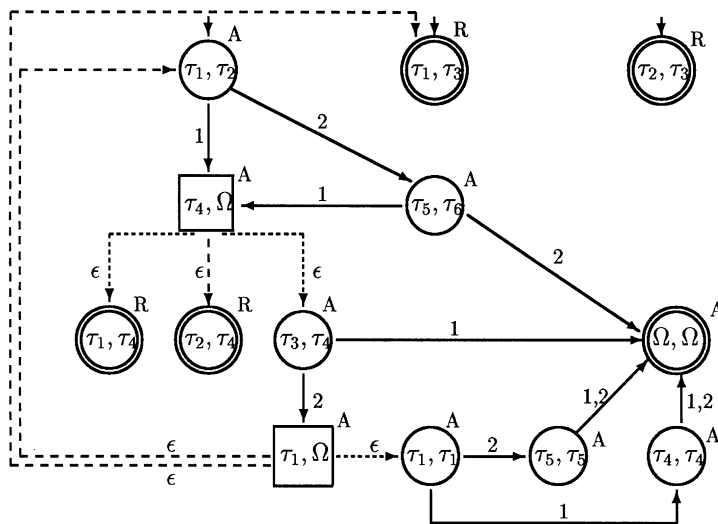 A R R
τ₁, τ₂ τ₁, τ₃ τ₂, τ₃
1 2
A A
τ₄, Ω 1 τ₅, τ₆
2
ϵ ϵ ϵ
R R A A
τ₁, τ₄ τ₂, τ₄ τ₃, τ₄ 1 Ω, Ω
2 1,2 1,2
A A A A
ϵ τ₁, Ω ϵ τ₁, τ₁ 2 τ₅, τ₅ τ₄, τ₄
ϵ
1